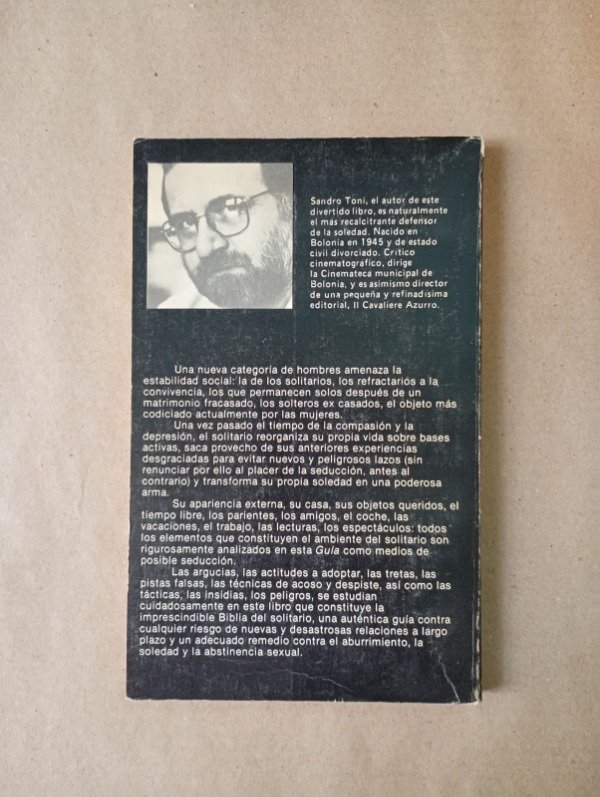 Sandro Toni, el autor de este
divertido libro, es naturalmente
el más recalcitrante defensor
de la soledad. Nacido en
Bolonia en 1945 y de estado
civil divorciado. Crítico
cinematográfico, dirige
la Cinemateca municipal de
Bolonia, y es asimismo director
de una pequeña y refinadísima
editorial, Il Cavaliere Azurro.
Una nueva categoría de hombres amenaza la
estabilidad social: la de los solitarios, los refractarios a la
convivencia, los que permanecen solos después de un
matrimonio fracasado, los solteros ex casados, el objeto más
codiciado actualmente por las mujeres.
Una vez pasado el tiempo de la compasión y la
depresión, el solitario reorganiza su propia vida sobre bases
activas, saca provecho de sus anteriores experiencias
desgraciadas para evitar nuevos y peligrosos lazos (sin
renunciar por ello al placer de la seducción, antes al
contrario) y transforma su propia soledad en una poderosa
arma.
Su apariencia externa, su casa, sus objetos queridos, el
tiempo libre, los parientes, los amigos, el coche, las
vacaciones, el trabajo, las lecturas, los espectáculos: todos
los elementos que constituyen el ambiente del solitario son
rigurosamente analizados en esta Guía como medios de
posible seducción.
Las argucias, las actitudes a adoptar, las tretas, las
pistas falsas, las técnicas de acoso y despiste, así como las
tácticas, las insidias, los peligros, se estudian
cuidadosamente en este libro que constituye la
imprescindible Biblia del solitario, una auténtica guía contra
cualquier riesgo de nuevas y desastrosas relaciones a largo
plazo y un adecuado remedio contra el aburrimiento, la
soledad y la abstinencia sexual.